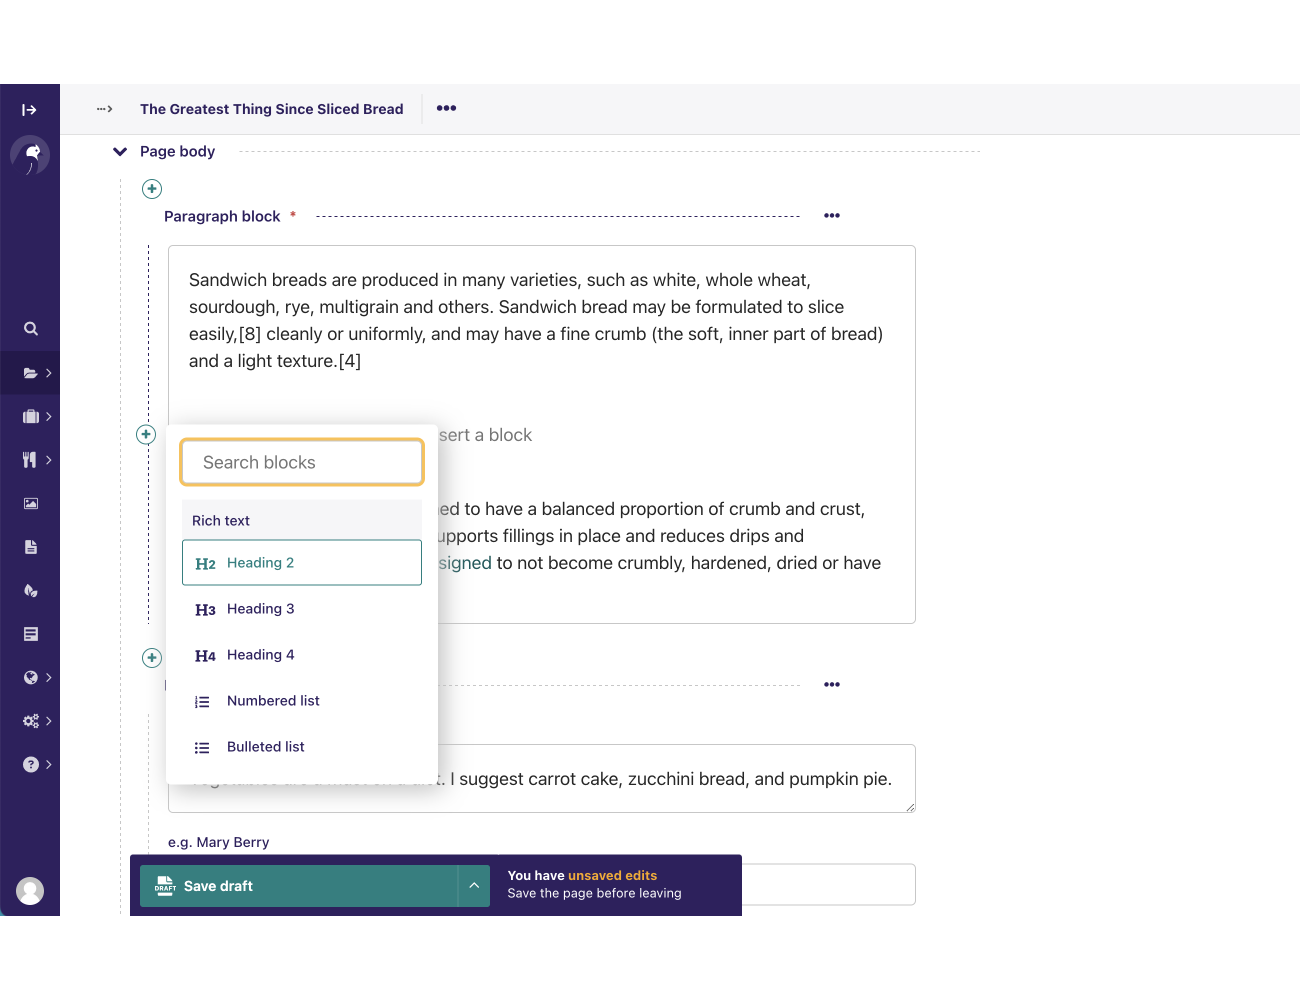 The Greatest Thing Since Sliced Bread
Page body
Paragraph block *
Sandwich breads are produced in many varieties, such as white, whole wheat,
sourdough, rye, multigrain and others. Sandwich bread may be formulated to slice
easily,[8] cleanly or uniformly, and may have a fine crumb (the soft, inner part of bread)
and a light texture.[4]
sert a block
Search blocks
Rich text
ed to have a balanced proportion of crumb and crust,
upports fillings in place and reduces drips and
signed to not become crumbly, hardened, dried or have
H2 Heading 2
H3 Heading 3
H4 Heading 4
Numbered list
Bulleted list
. I suggest carrot cake, zucchini bread, and pumpkin pie.
e.g. Mary Berry
DRAFT Save draft
You have unsaved edits
Save the page before leaving